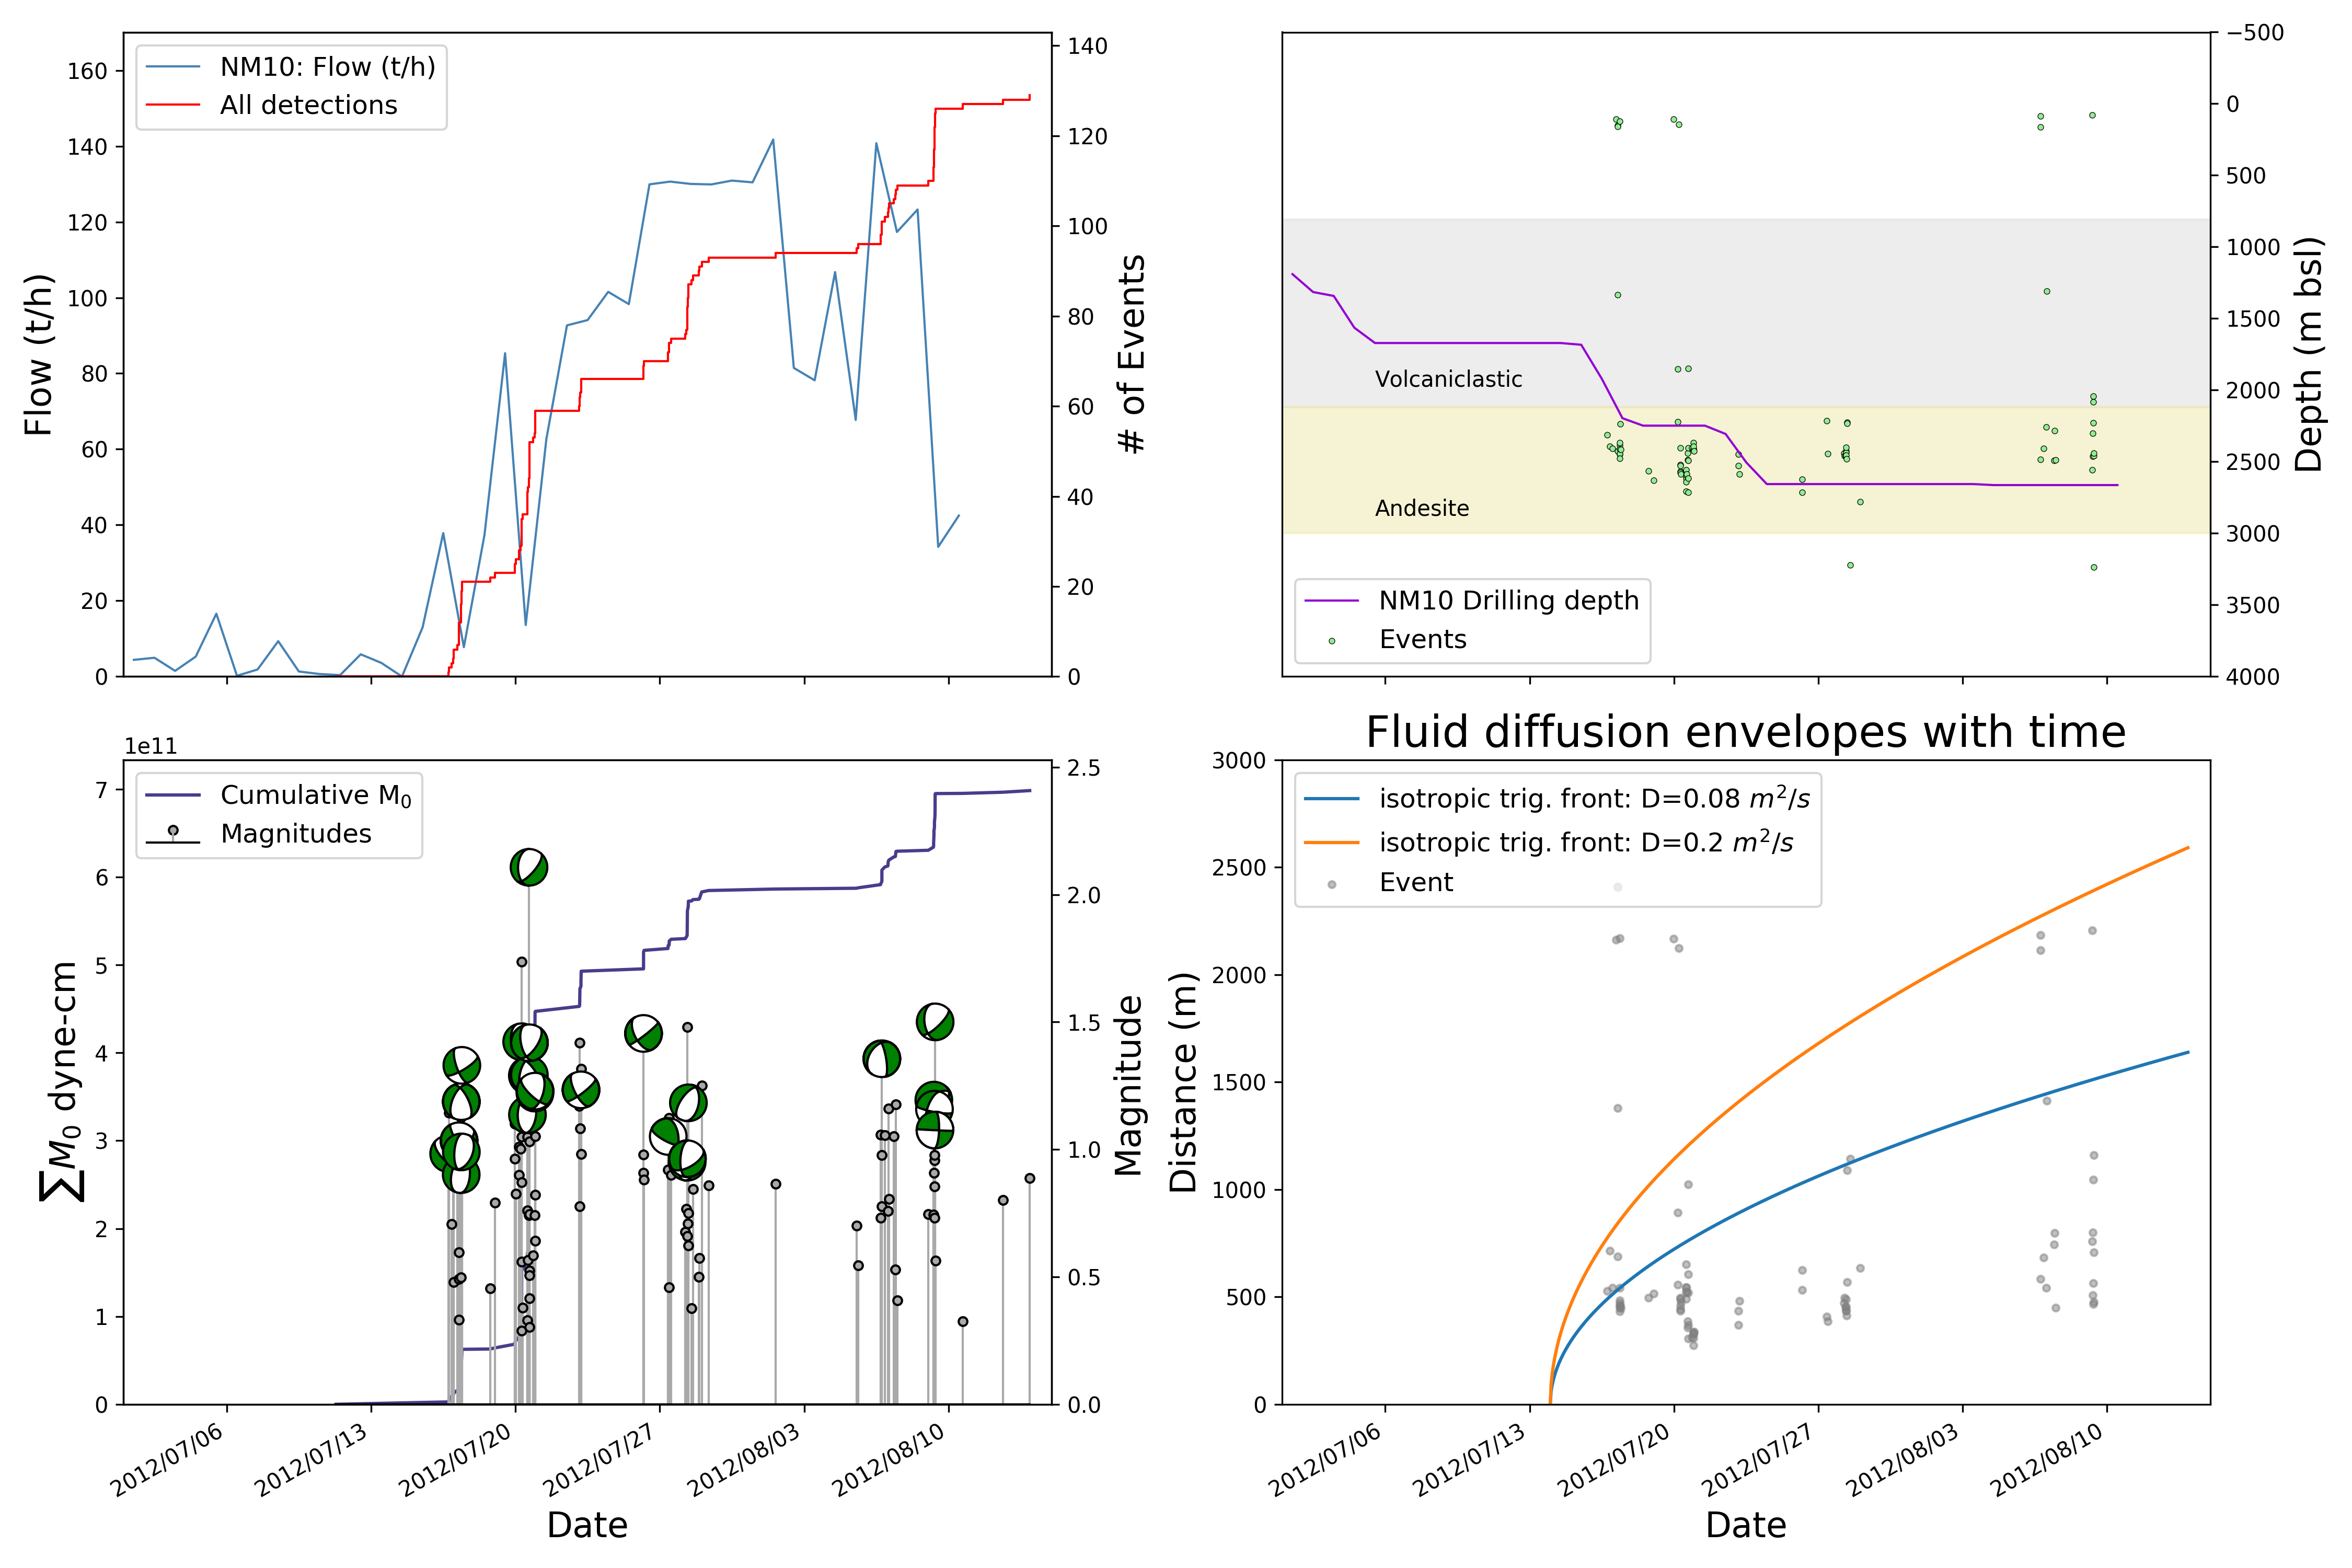 NM10: Flow (t/h)
All detections
160
140
120
100
80
60
40
20
0
Flow (t/h)
140
120
100
80
60
40
20
0
# of Events
−500
0
500
1000
1500
2000
2500
3000
3500
4000
Depth (m bsl)
Volcaniclastic
Andesite
NM10 Drilling depth
Events
1e11
Cumulative M0
Magnitudes
7
6
5
4
3
2
1
0
∑M0 dyne-cm
2.5
2.0
1.5
1.0
0.5
0.0
Magnitude
2012/07/06
2012/07/13
2012/07/20
2012/07/27
2012/08/03
2012/08/10
Date
Fluid diffusion envelopes with time
isotropic trig. front: D=0.08 m²/s
isotropic trig. front: D=0.2 m²/s
Event
3000
2500
2000
1500
1000
500
0
Distance (m)
2012/07/06
2012/07/13
2012/07/20
2012/07/27
2012/08/03
2012/08/10
Date